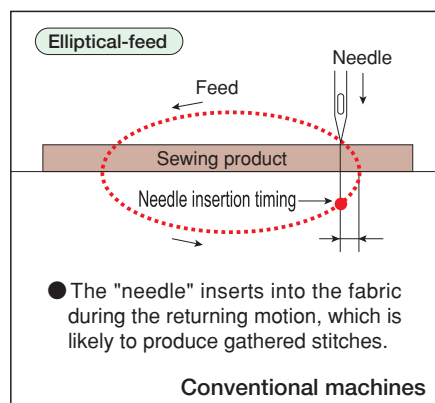 Elliptical-feed
Needle
Feed
Sewing product
Needle insertion timing
● The "needle" inserts into the fabric
during the returning motion, which is
likely to produce gathered stitches.
Conventional machines